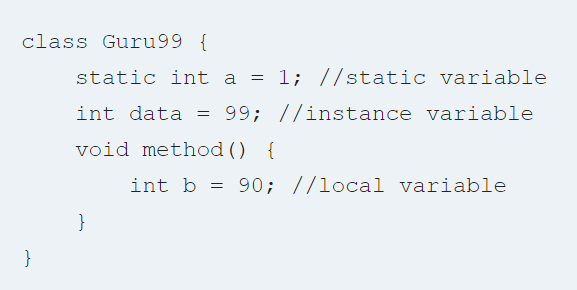 class Guru99 {
    static int a = 1; //static variable
    int data = 99; //instance variable
    void method() {
        int b = 90; //local variable
    }
}